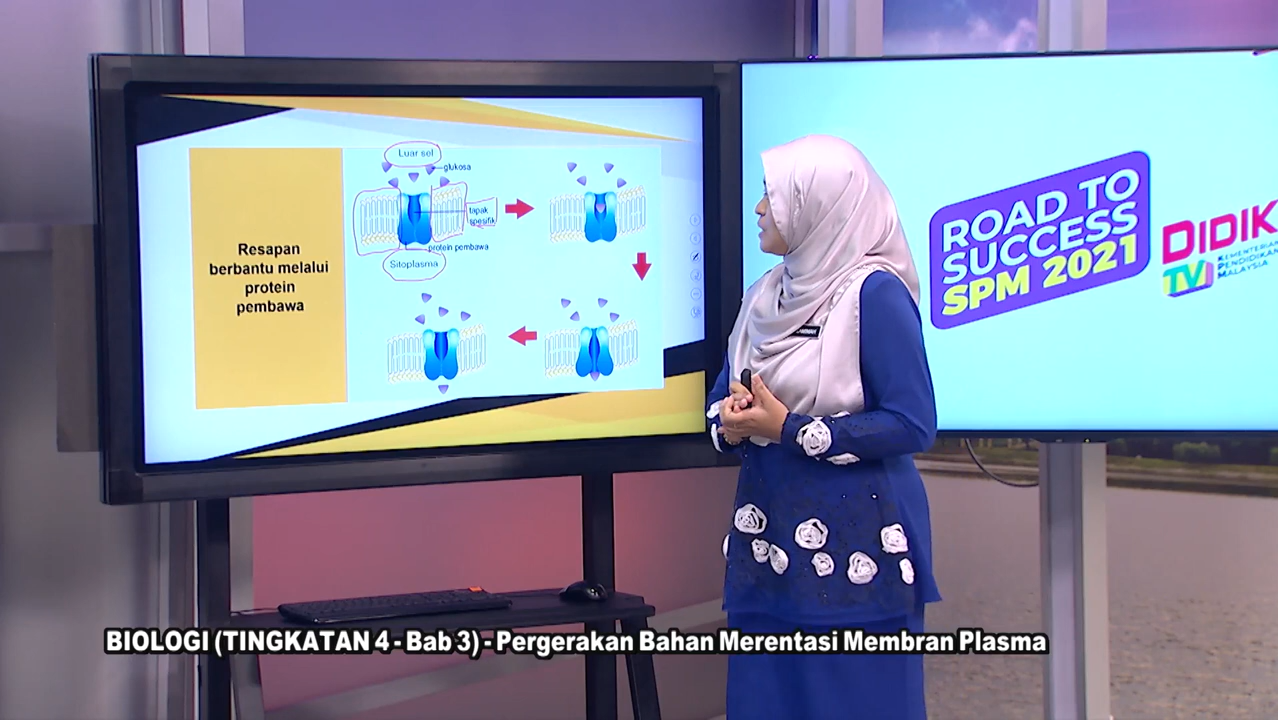 Resapan
berbantu melalui
protein
pembawa
Luar sel
glukosa
tapak
spesifik
protein pembawa
Sitoplasma
ROAD TO
SUCCESS
SPM 2021
DIDIK
TV
KEMENTERIAN
PENDIDIKAN
MALAYSIA
BIOLOGI (TINGKATAN 4 - Bab 3) - Pergerakan Bahan Merentasi Membran Plasma